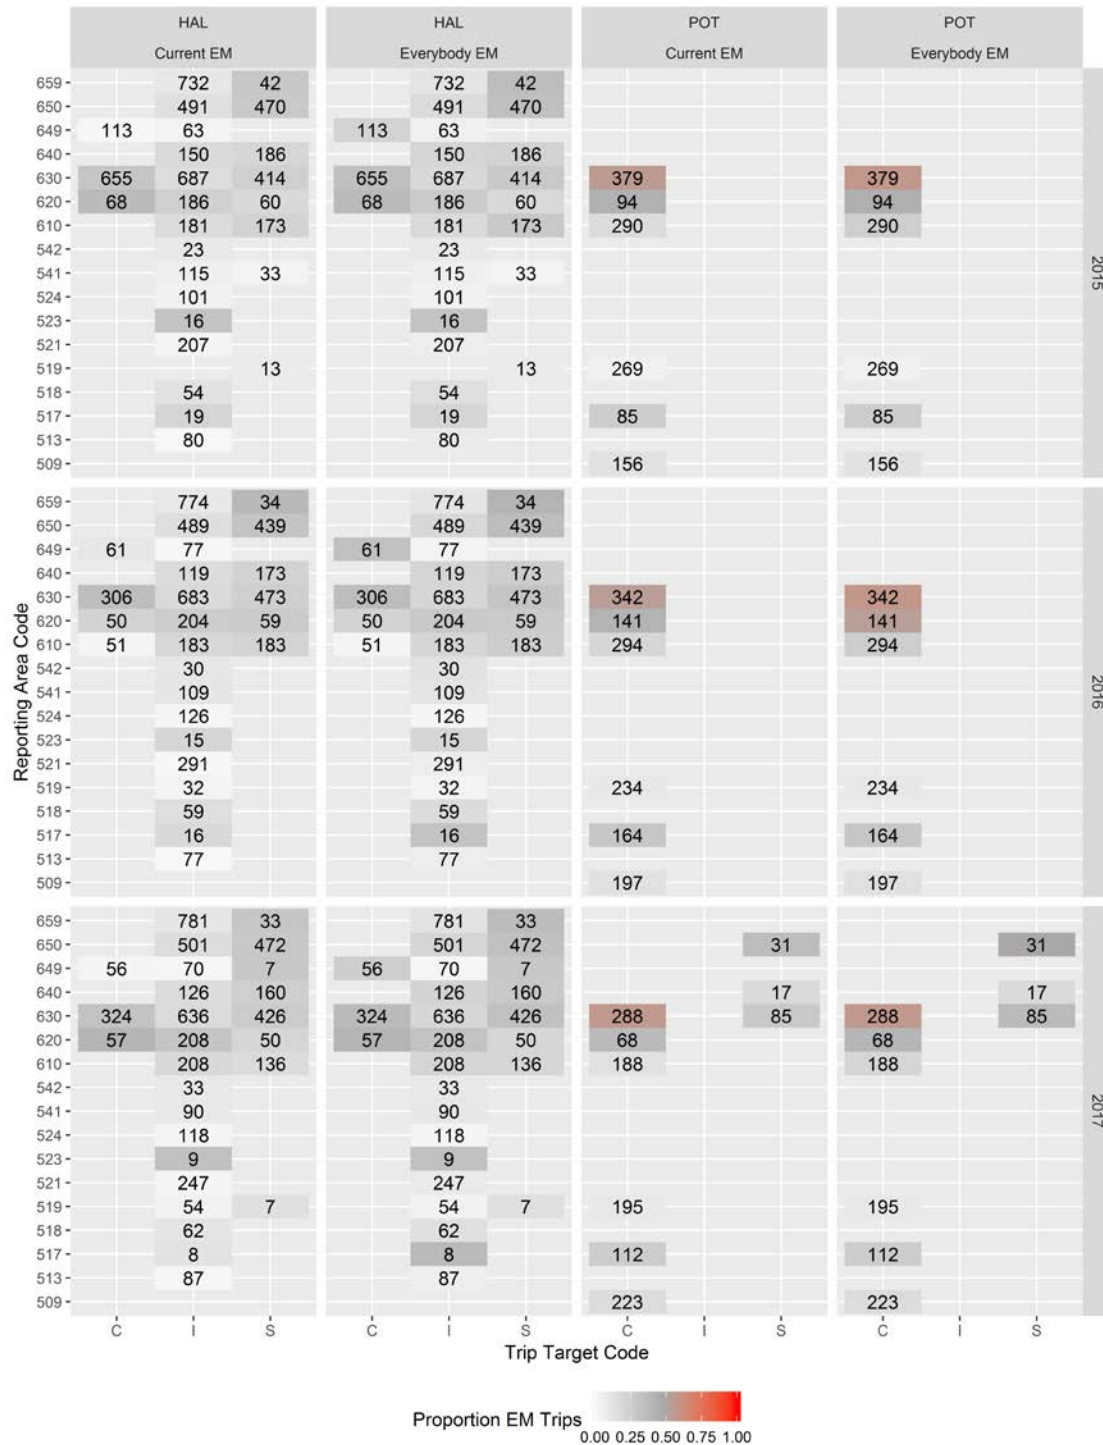 HAL HAL POT POT
Current EM Everybody EM Current EM Everybody EM
659 732 42 732 42
650 491 470 491 470
649 113 63 113 63
640 150 186 150 186
630 655 687 414 655 687 414 379 379
620 68 186 60 68 186 60 94 94
610 181 173 181 173 290 290
542 23 23
541 115 33 115 33
524 101 101
523 16 16
521 207 207
519 13 13 269 269
518 54 54
517 19 19 85 85
513 80 80
509 156 156
2015
659 774 34 774 34
650 489 439 489 439
649 61 77 61 77
640 119 173 119 173
630 306 683 473 306 683 473 342 342
620 50 204 59 50 204 59 141 141
610 51 183 183 51 183 183 294 294
542 30 30
541 109 109
524 126 126
523 15 15
521 291 291
519 32 32 234 234
518 59 59
517 16 16 164 164
513 77 77
509 197 197
2016
659 781 33 781 33
650 501 472 501 472 31 31
649 56 70 7 56 70 7
640 126 160 126 160 17 17
630 324 636 426 324 636 426 288 85 288 85
620 57 208 50 57 208 50 68 68
610 208 136 208 136 188 188
542 33 33
541 90 90
524 118 118
523 9 9
521 247 247
519 54 7 54 7 195 195
518 62 62
517 8 8 112 112
513 87 87
509 223 223
2017
Reporting Area Code
C I S C I S C I S C I S
Trip Target Code
Proportion EM Trips
0.00 0.25 0.50 0.75 1.00